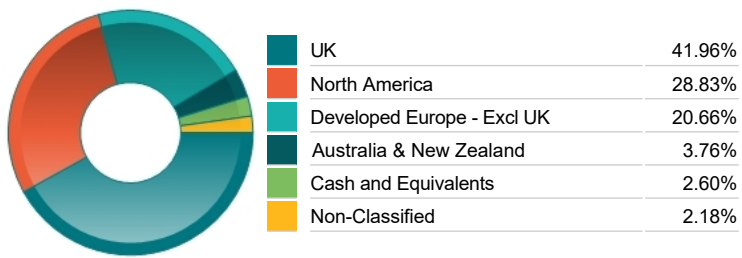 UK 41.96%
North America 28.83%
Developed Europe - Excl UK 20.66%
Australia & New Zealand 3.76%
Cash and Equivalents 2.60%
Non-Classified 2.18%